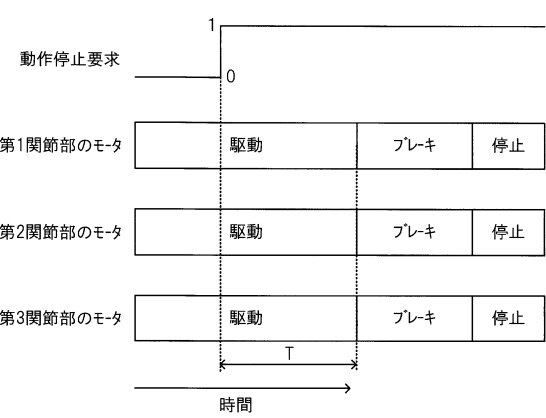 1
動作停止要求
0
第1関節部のモータ 駆動 ブレーキ 停止
第2関節部のモータ 駆動 ブレーキ 停止
第3関節部のモータ 駆動 ブレーキ 停止
T
時間